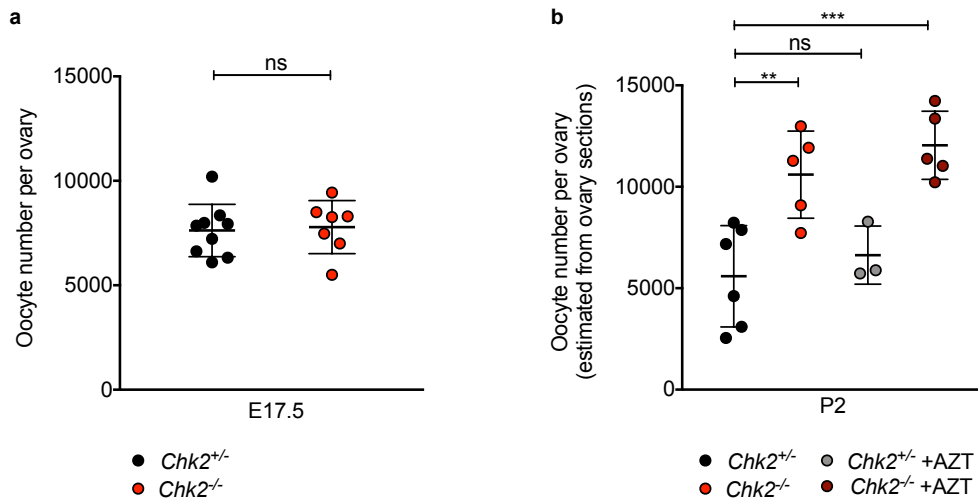 a
ns
15000
10000
5000
0
Oocyte number per ovary
E17.5
Chk2+/-
Chk2-/-
b
***
ns
**
15000
10000
5000
0
Oocyte number per ovary
(estimated from ovary sections)
P2
Chk2+/- Chk2+/- +AZT
Chk2-/- Chk2-/- +AZT